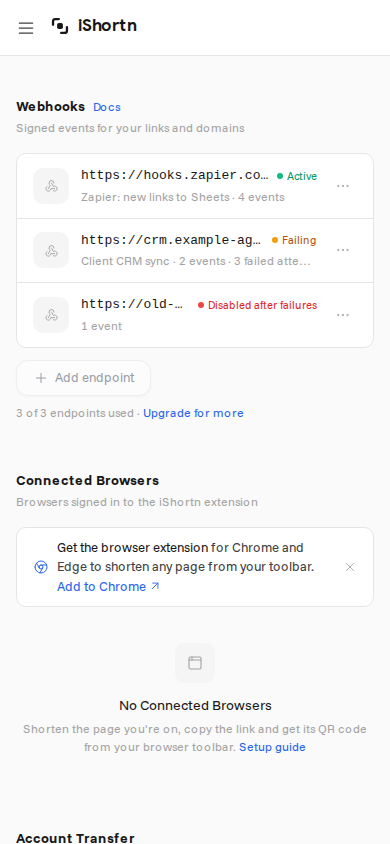 iShortn
Webhooks Docs
Signed events for your links and domains
https://hooks.zapier.co… Active
Zapier: new links to Sheets · 4 events
https://crm.example-ag… Failing
Client CRM sync · 2 events · 3 failed atte…
https://old-… Disabled after failures
1 event
Add endpoint
3 of 3 endpoints used · Upgrade for more
Connected Browsers
Browsers signed in to the iShortn extension
Get the browser extension for Chrome and
Edge to shorten any page from your toolbar.
Add to Chrome ↗
No Connected Browsers
Shorten the page you're on, copy the link and get its QR code
from your browser toolbar. Setup guide
Account Transfer